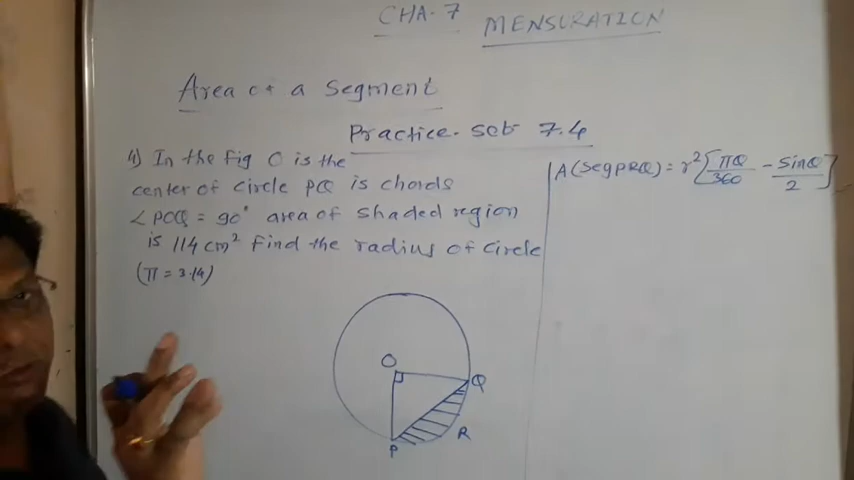 CHA-7 MENSURATION
Area of a Segment
Practice-set 7.4
4) In the Fig O is the
center of circle PQ is chords
∠POQ = 90° area of shaded region
is 114 cm² Find the radius of circle
(π = 3.14)
A(Seg PRQ) = r² [πθ/360 - sinθ/2]
O
Q
R
P